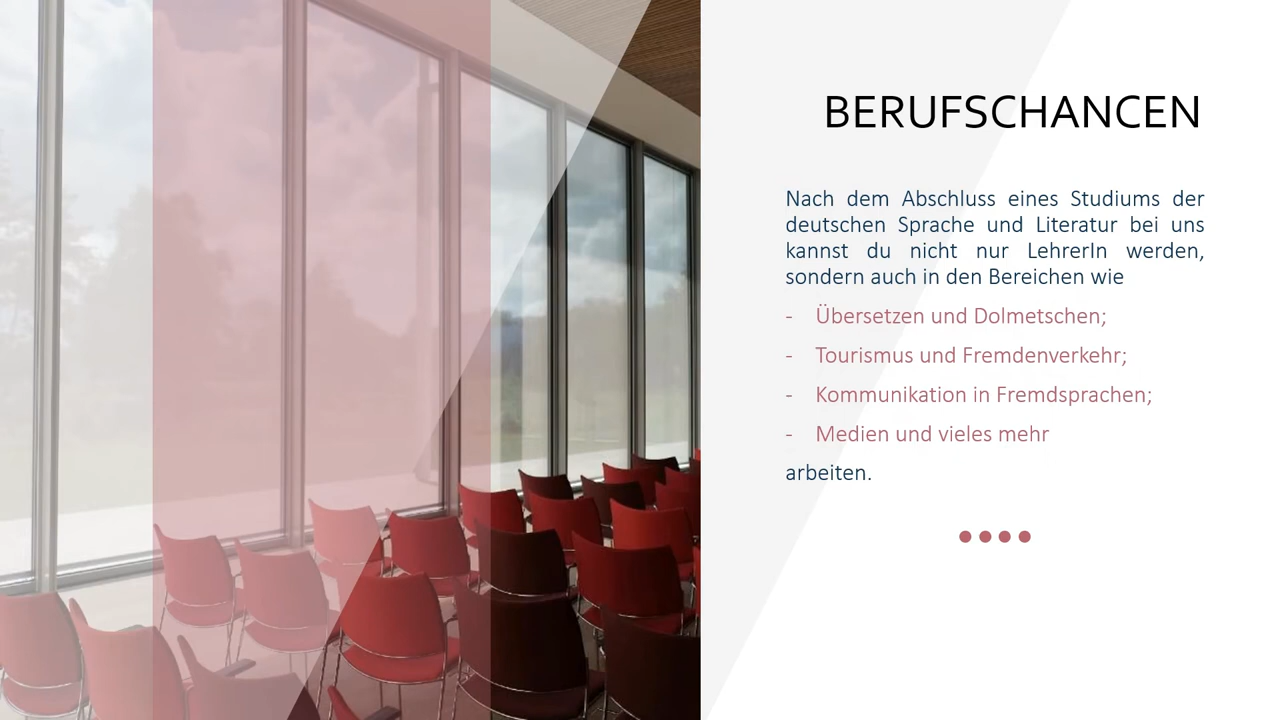 BERUFSCHANCEN
Nach dem Abschluss eines Studiums der
deutschen Sprache und Literatur bei uns
kannst du nicht nur LehrerIn werden,
sondern auch in den Bereichen wie
- Übersetzen und Dolmetschen;
- Tourismus und Fremdenverkehr;
- Kommunikation in Fremdsprachen;
- Medien und vieles mehr
arbeiten.